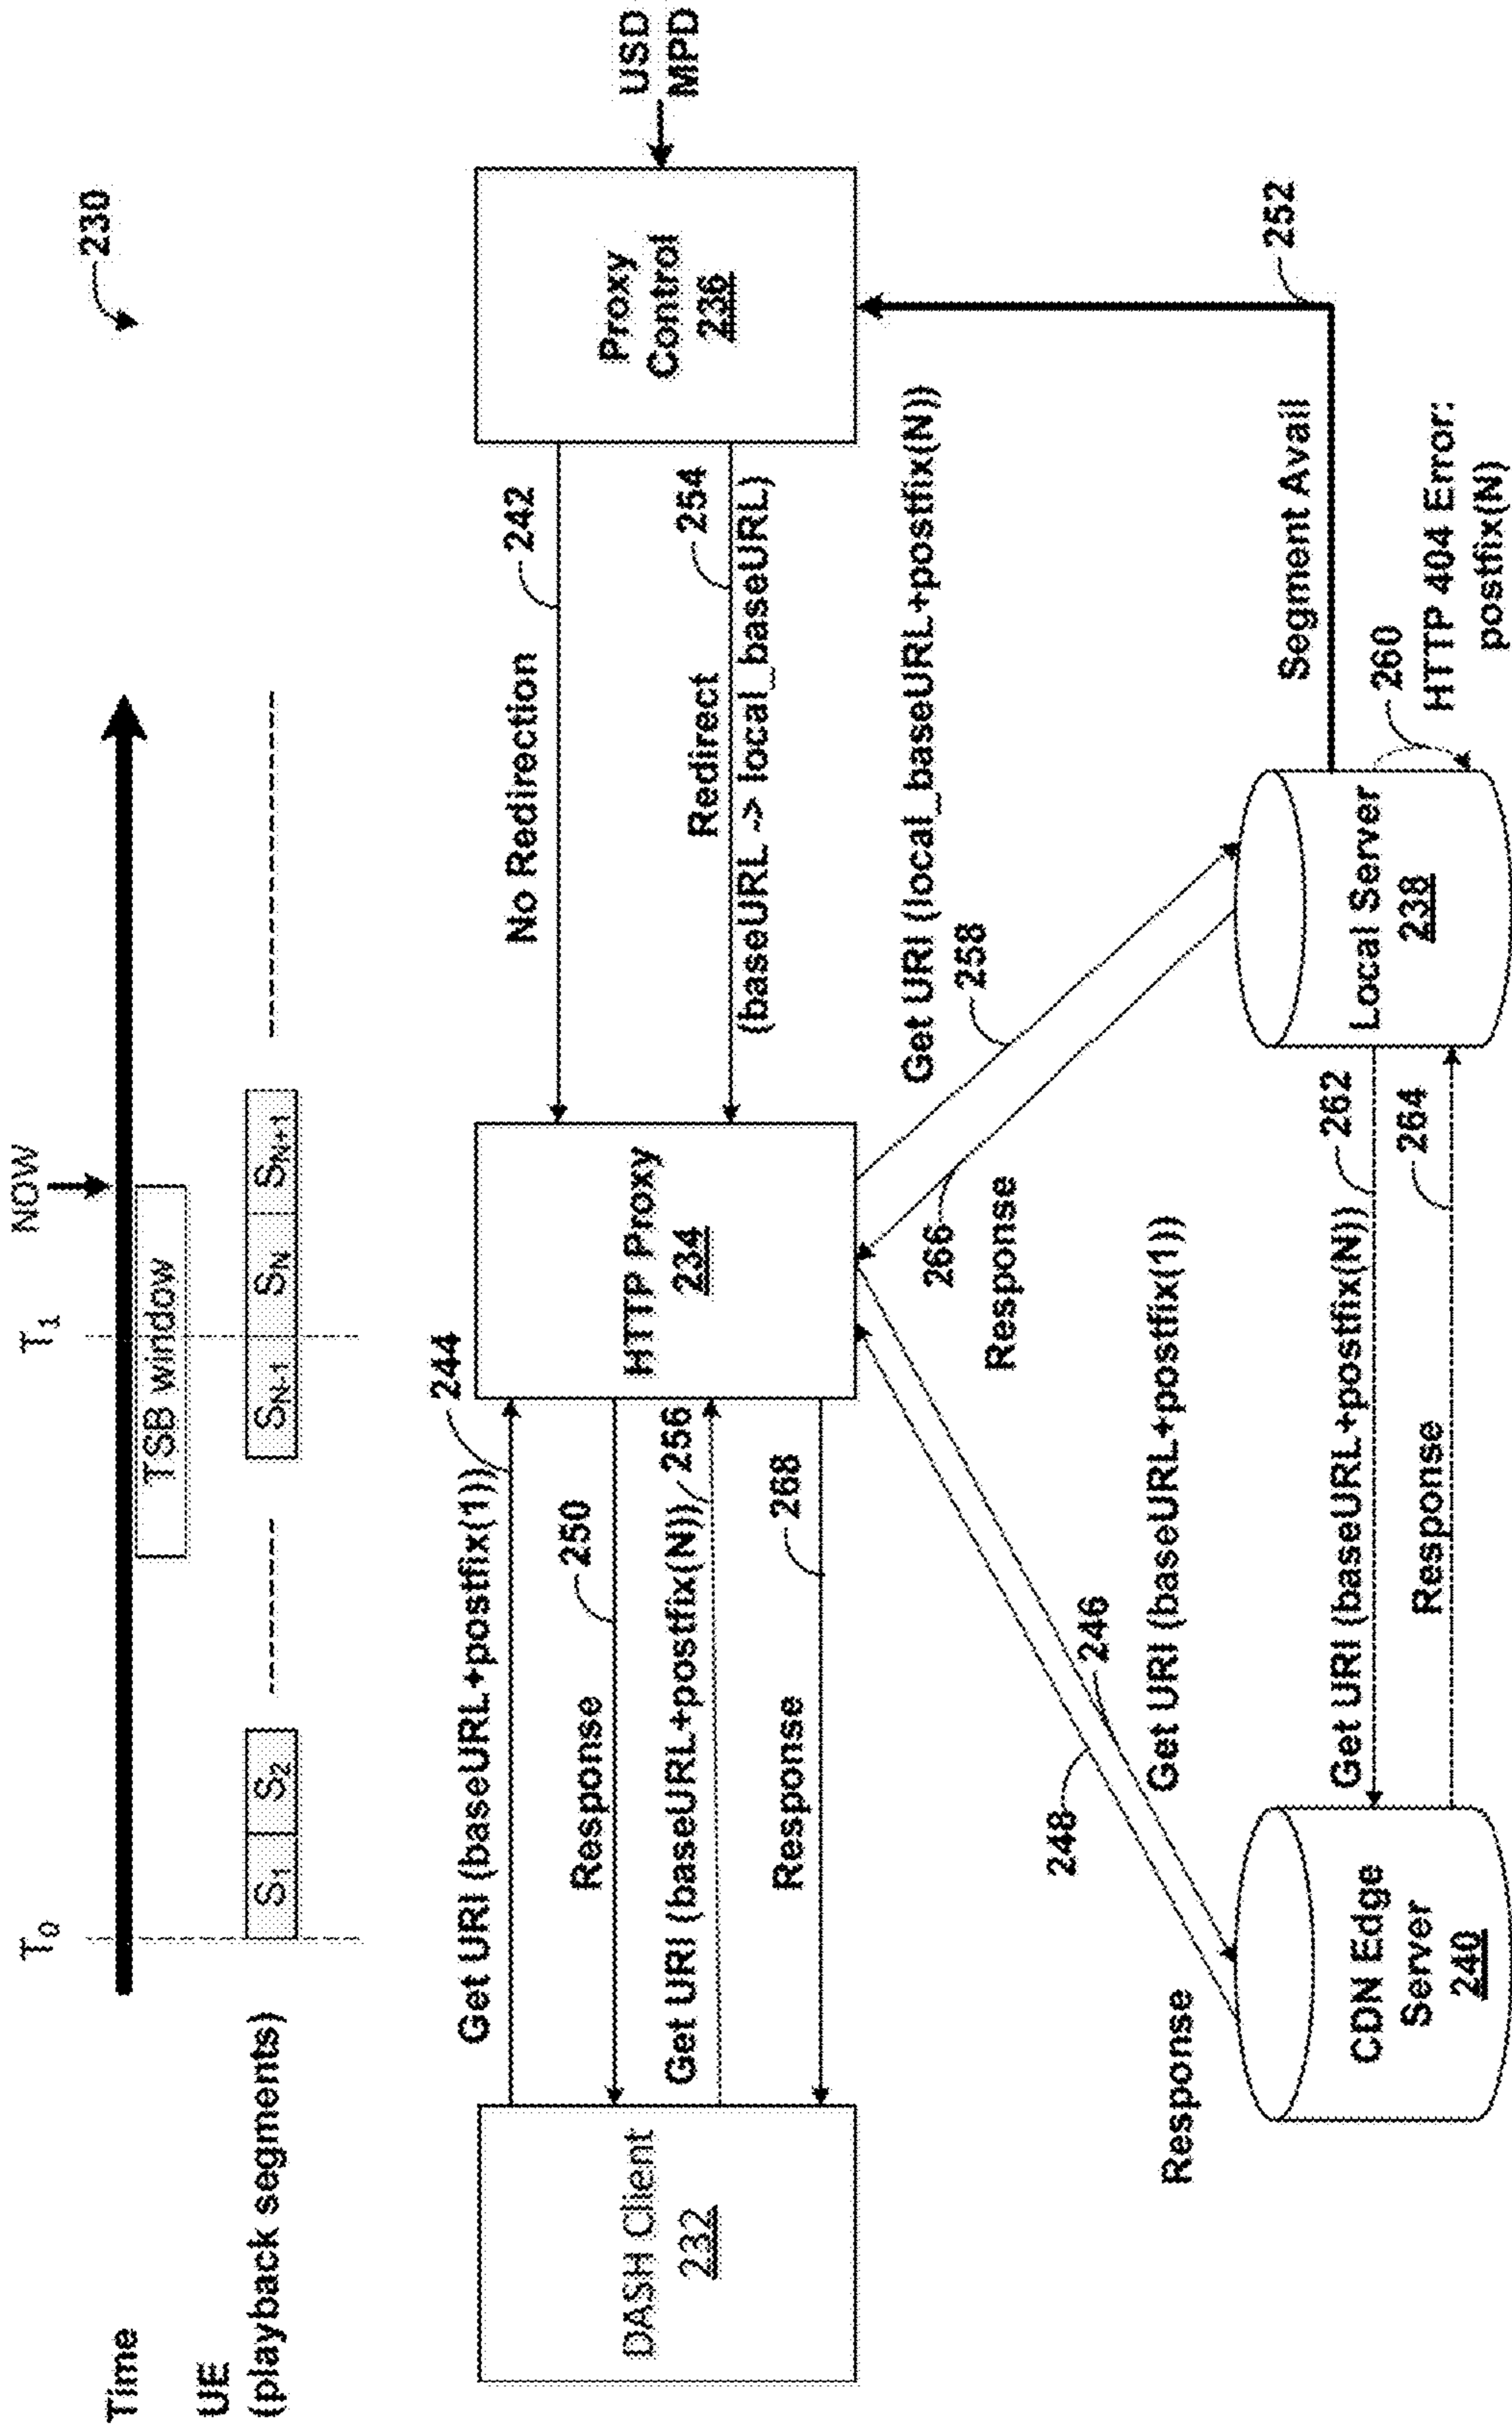 230
Time
T0
T1
NOW
TSB window
UE
(playback segments)
S1
S2
SN-1
SN
SN+1
DASH Client
232
HTTP Proxy
234
Proxy
Control
236
USD
MPD
Get URI (baseURL+postfix(1))
244
Response
250
Get URI (baseURL+postfix(N))
256
Response
268
No Redirection
242
Redirect
254
(baseURL -> local_baseURL)
Get URI (local_baseURL+postfix(N))
258
266
Response
246
248
Get URI (baseURL+postfix(1))
Response
252
Segment Avail
CDN Edge
Server
240
Local Server
238
Get URI (baseURL+postfix(N))
262
Response
264
260
HTTP 404 Error:
postfix(N)